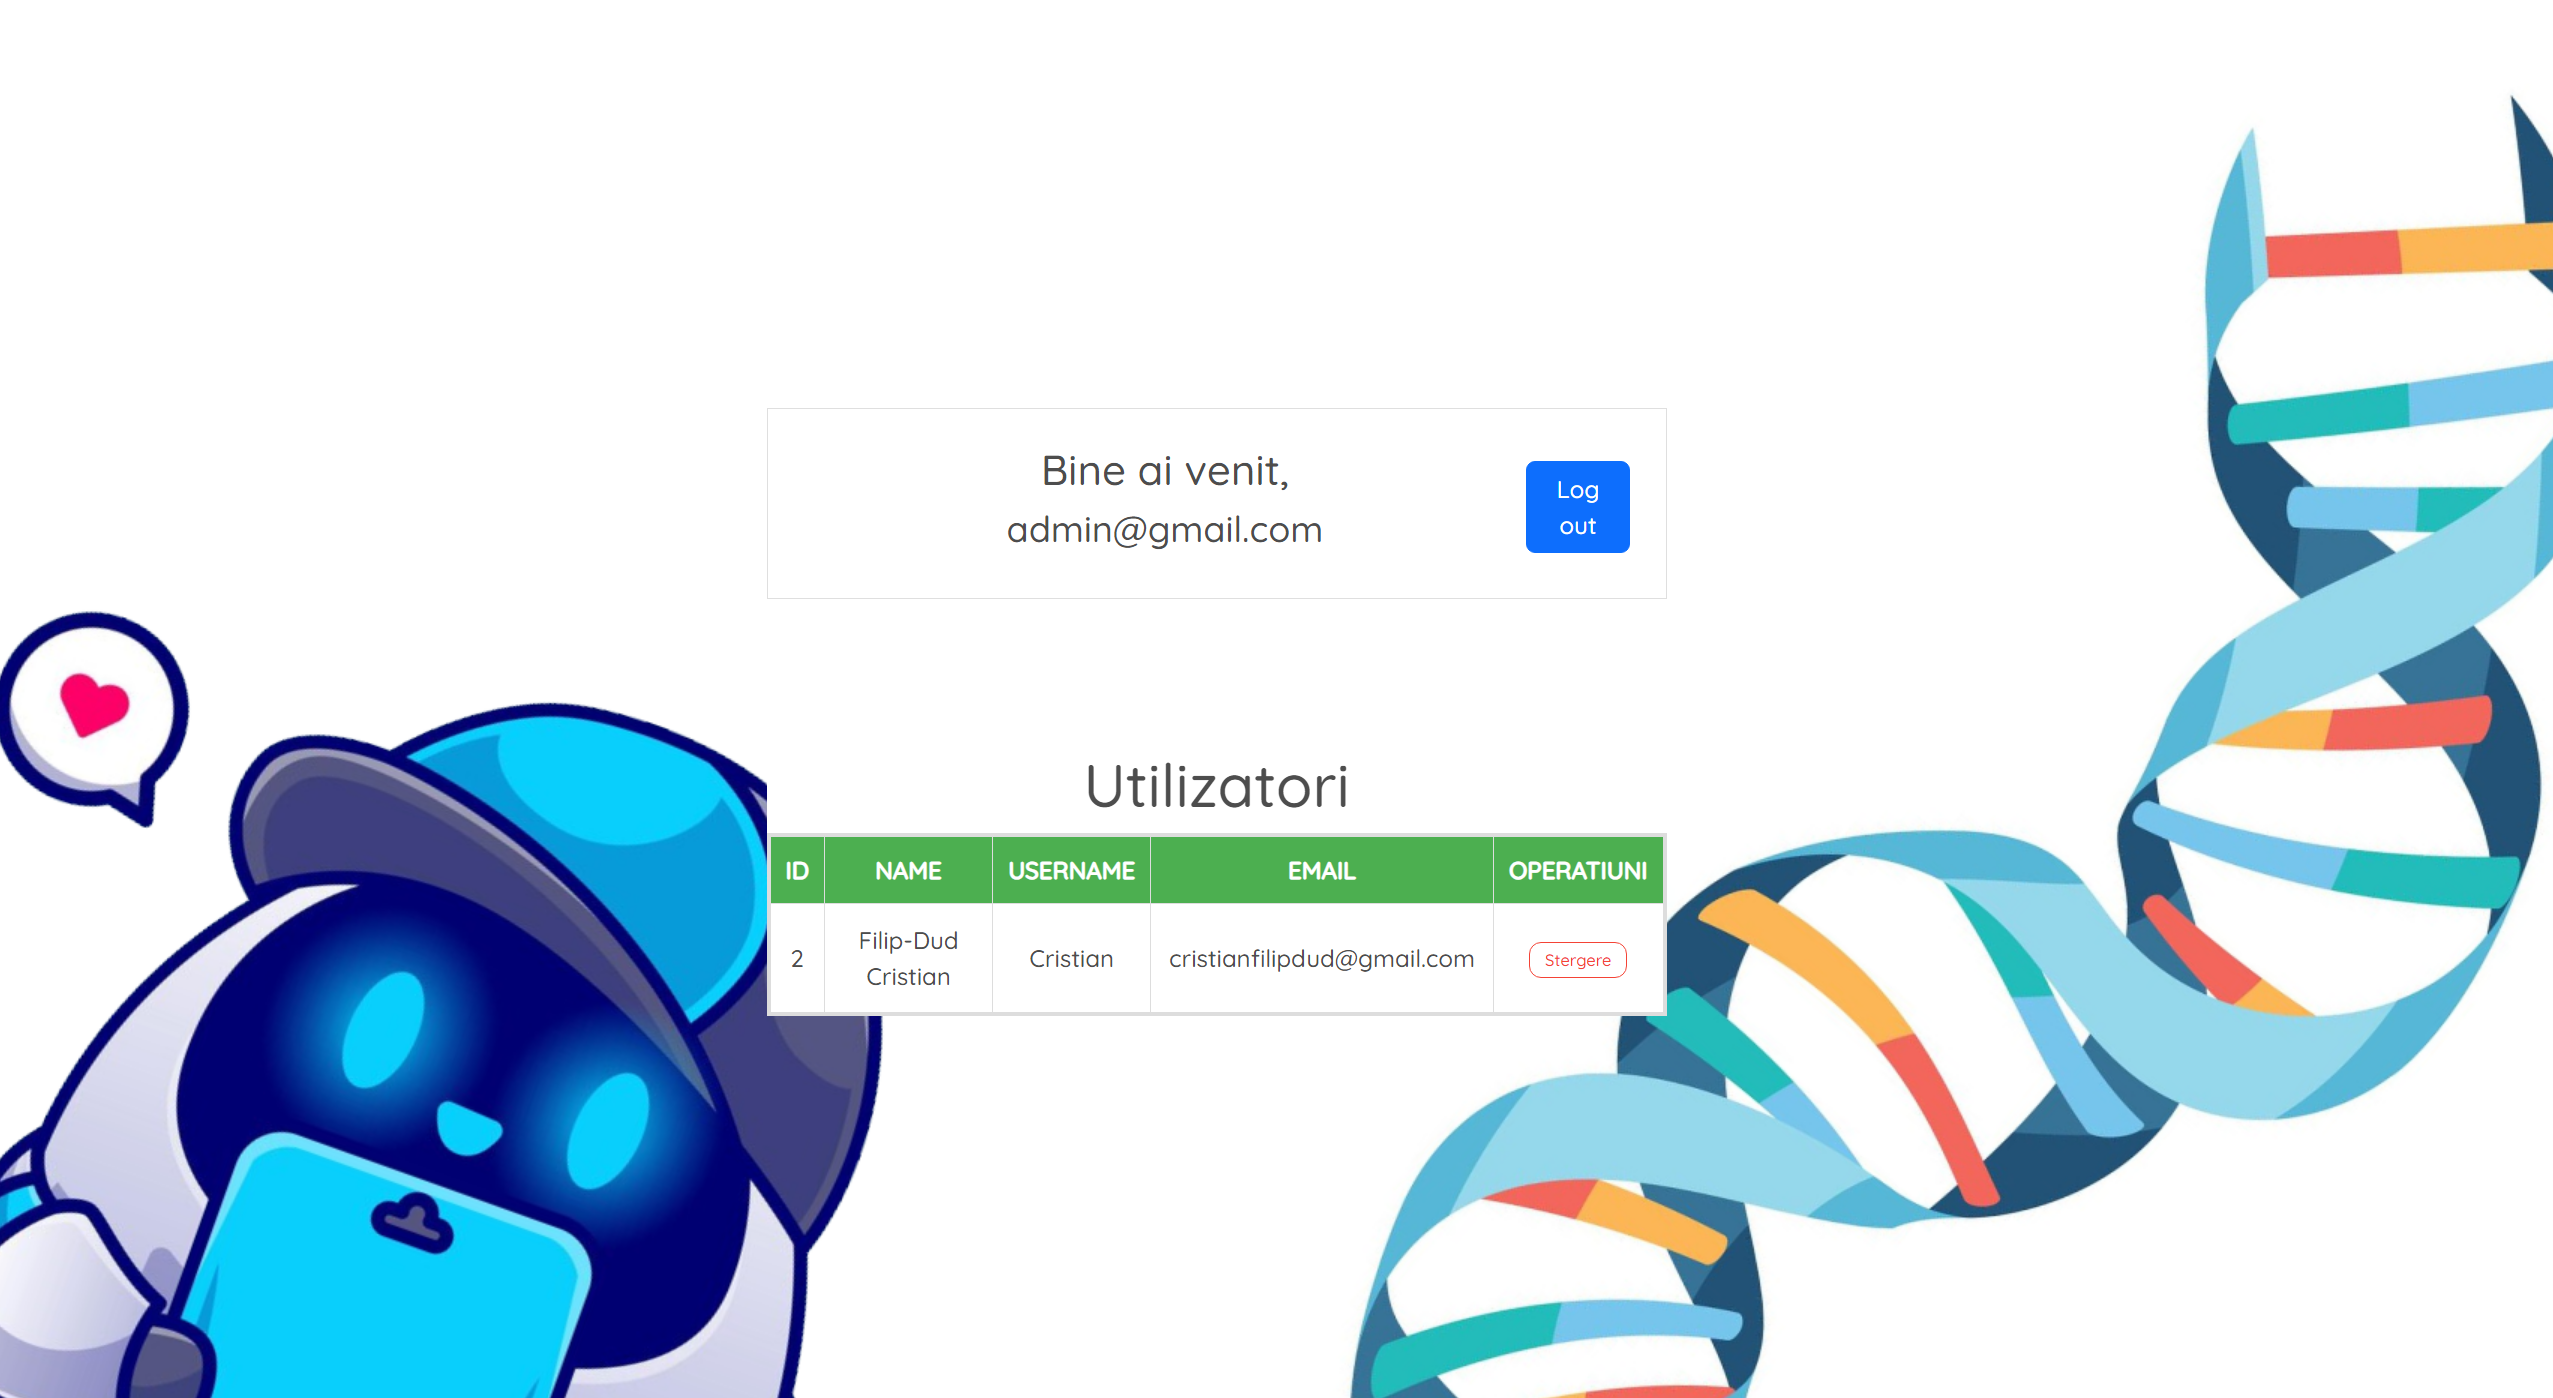 Bine ai venit,
admin@gmail.com
Log
out
Utilizatori
ID NAME USERNAME EMAIL OPERATIUNI
2 Filip-Dud Cristian Cristian cristianfilipdud@gmail.com Stergere